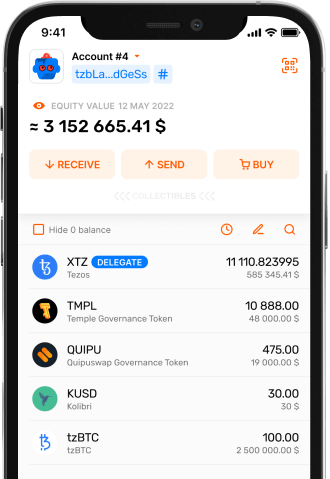 9:41
Account #4
tzbLa...dGeSs #
EQUITY VALUE 12 MAY 2022
≈ 3 152 665.41 $
RECEIVE SEND BUY
COLLECTIBLES
Hide 0 balance
XTZ DELEGATE 11 110.823995
Tezos 585 345.41 $
TMPL 10 888.00
Temple Governance Token 48 000.00 $
QUIPU 475.00
Quipuswap Governance Token 19 000.00 $
KUSD 30.00
Kolibri 30 $
tzBTC 100.00
tzBTC 2 500 000.00 $